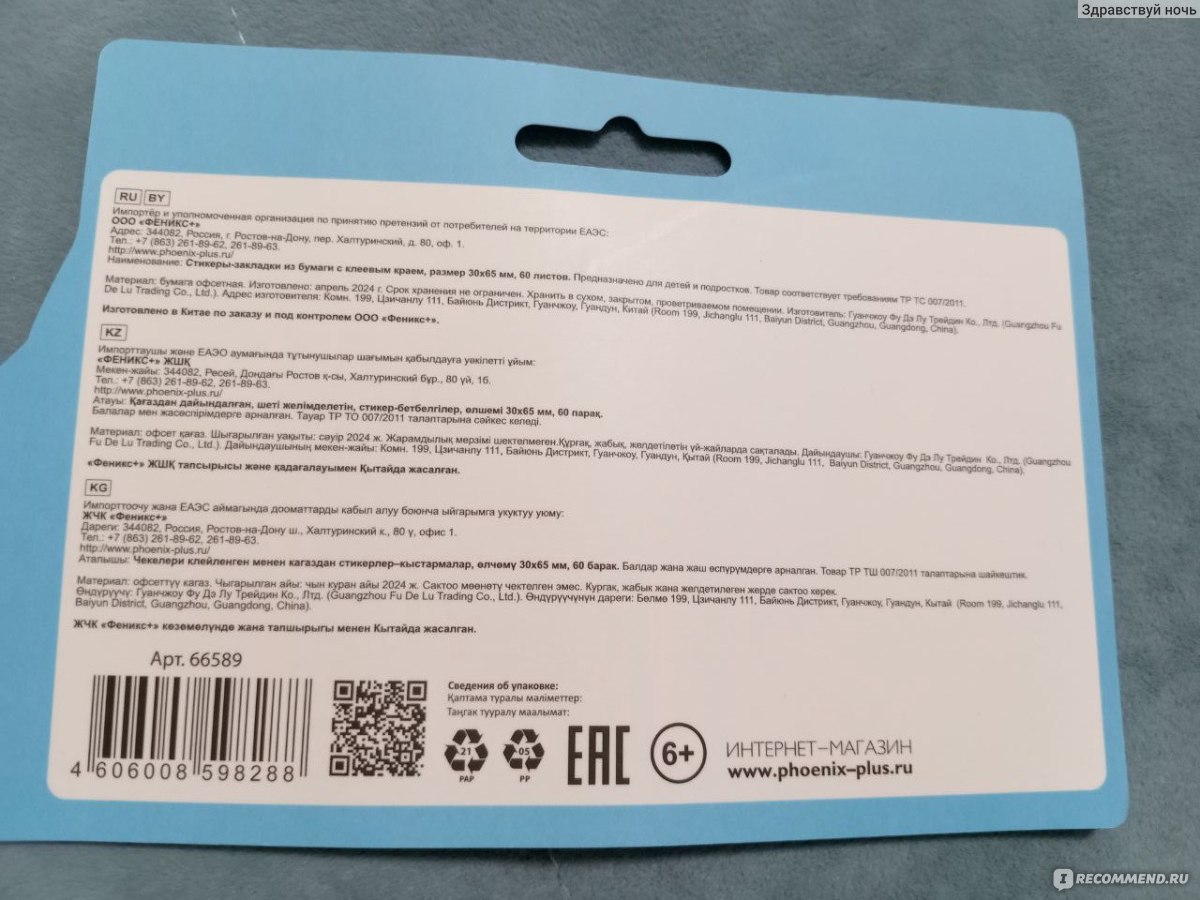 Здравствуй ночь
RU BY
Импортёр и уполномоченная организация по принятию претензий от потребителей на территории ЕАЭС:
ООО «ФЕНИКС+»
Адрес: 344082, Россия, г. Ростов-на-Дону, пер. Халтуринский, д. 80, оф. 1.
Тел.: +7 (863) 261-89-62, 261-89-63.
http://www.phoenix-plus.ru/
Наименование: Стикеры-закладки из бумаги с клеевым краем, размер 30х65 мм, 60 листов. Предназначено для детей и подростков. Товар соответствует требованиям ТР ТС 007/2011.
Материал: бумага офсетная. Изготовлено: апрель 2024 г. Срок хранения не ограничен. Хранить в сухом, закрытом, проветриваемом помещении. Изготовитель: Гуанчжоу Фу Дэ Лу Трейдин Ко., Лтд. (Guangzhou Fu
De Lu Trading Co., Ltd.). Адрес изготовителя: Комн. 199, Цзичанлу 111, Байюнь Дистрикт, Гуанчжоу, Гуандун, Китай (Room 199, Jichanglu 111, Baiyun District, Guangzhou, Guangdong, China).
Изготовлено в Китае по заказу и под контролем ООО «Феникс+».
KZ
Импорттаушы және ЕАЭО аумағында тұтынушылар шағымын қабылдауға уәкілетті ұйым:
«ФЕНИКС+» ЖШҚ
Мекен-жайы: 344082, Ресей, Дондағы Ростов қ-сы, Халтуринский бұр., 80 үй, 1б.
Тел.: +7 (863) 261-89-62, 261-89-63.
http://www.phoenix-plus.ru/
Атауы: Қағаздан дайындалған, шеті желімделетін, стикер-бетбелгілер, өлшемі 30х65 мм, 60 парақ.
Балалар мен жасөспірімдерге арналған. Тауар ТР ТО 007/2011 талаптарына сәйкес келеді.
Материал: офсет қағаз. Шығарылған уақыты: сәуір 2024 ж. Жарамдылық мерзімі шектелмеген.Құрғақ, жабық, желдетілетін үй-жайларда сақталады. Дайындаушы: Гуанчжоу Фу Дэ Лу Трейдин Ко., Лтд. (Guangzhou
Fu De Lu Trading Co., Ltd.). Дайындаушының мекен-жайы: Комн. 199, Цзичанлу 111, Байюнь Дистрикт, Гуанчжоу, Гуандун, Қытай (Room 199, Jichanglu 111, Baiyun District, Guangzhou, Guangdong, China).
«Феникс+» ЖШҚ тапсырысы және қадағалауымен Қытайда жасалған.
KG
Импорттоочу жана ЕАЭС аймагында дооматтарды кабыл алуу боюнча ыйгарымга укуктуу уюму:
ЖЧК «Феникс+»
Дареги: 344082, Россия, Ростов-на-Дону ш., Халтуринский к., 80 ү, офис 1.
Тел.: +7 (863) 261-89-62, 261-89-63.
http://www.phoenix-plus.ru/
Аталышы: Чекелери клейленген менен кагаздан стикерлер–кыстармалар, өлчөмү 30х65 мм, 60 барак. Балдар жана жаш өспүрүмдөргө арналган. Товар ТР ТШ 007/2011 талаптарына шайкештик.
Материал: офсеттүү кагаз. Чыгарылган айы: чын куран айы 2024 ж. Сактоо мөөнөтү чектелген эмес. Кургак, жабык жана желдетилген жерде сактоо керек.
Өндүрүүчү: Гуанчжоу Фу Дэ Лу Трейдин Ко., Лтд. (Guangzhou Fu De Lu Trading Co., Ltd.). Өндүрүүчүнүн дареги: Бөлмө 199, Цзичанлу 111, Байюнь Дистрикт, Гуанчжоу, Гуандун, Кытай (Room 199, Jichanglu 111,
Baiyun District, Guangzhou, Guangdong, China).
ЖЧК «Феникс+» көзөмөлүндө жана тапшырыгы менен Кытайда жасалган.
Арт. 66589
4 606008 598288
Сведения об упаковке:
Қаптама туралы мәліметтер:
Таңгак тууралу маалымат:
21 PAP
05 PP
EAC
6+
ИНТЕРНЕТ–МАГАЗИН
www.phoenix–plus.ru
IRECOMMEND.RU